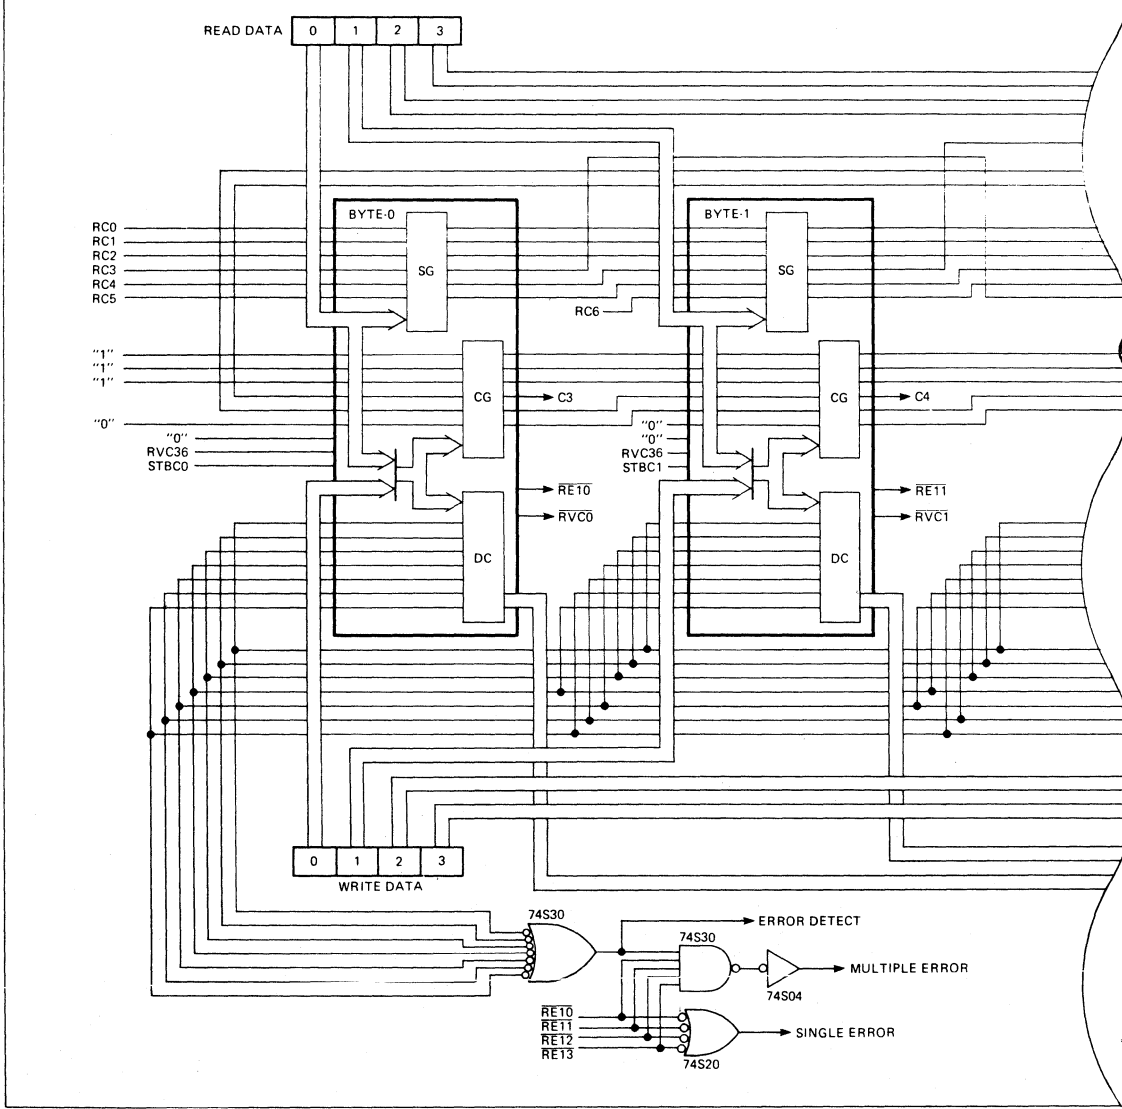 READ DATA 0 1 2 3
BYTE-0
BYTE-1
RC0
RC1
RC2
RC3
RC4
RC5
SG
SG
RC6
"1"
"1"
"1"
"0"
CG
C3
CG
C4
"0"
RVC36
STBC0
"0"
"0"
RVC36
STBC1
RE10
RVC0
RE11
RVC1
DC
DC
0 1 2 3
WRITE DATA
74S30
ERROR DETECT
74S30
MULTIPLE ERROR
74S04
RE10
RE11
RE12
RE13
SINGLE ERROR
74S20